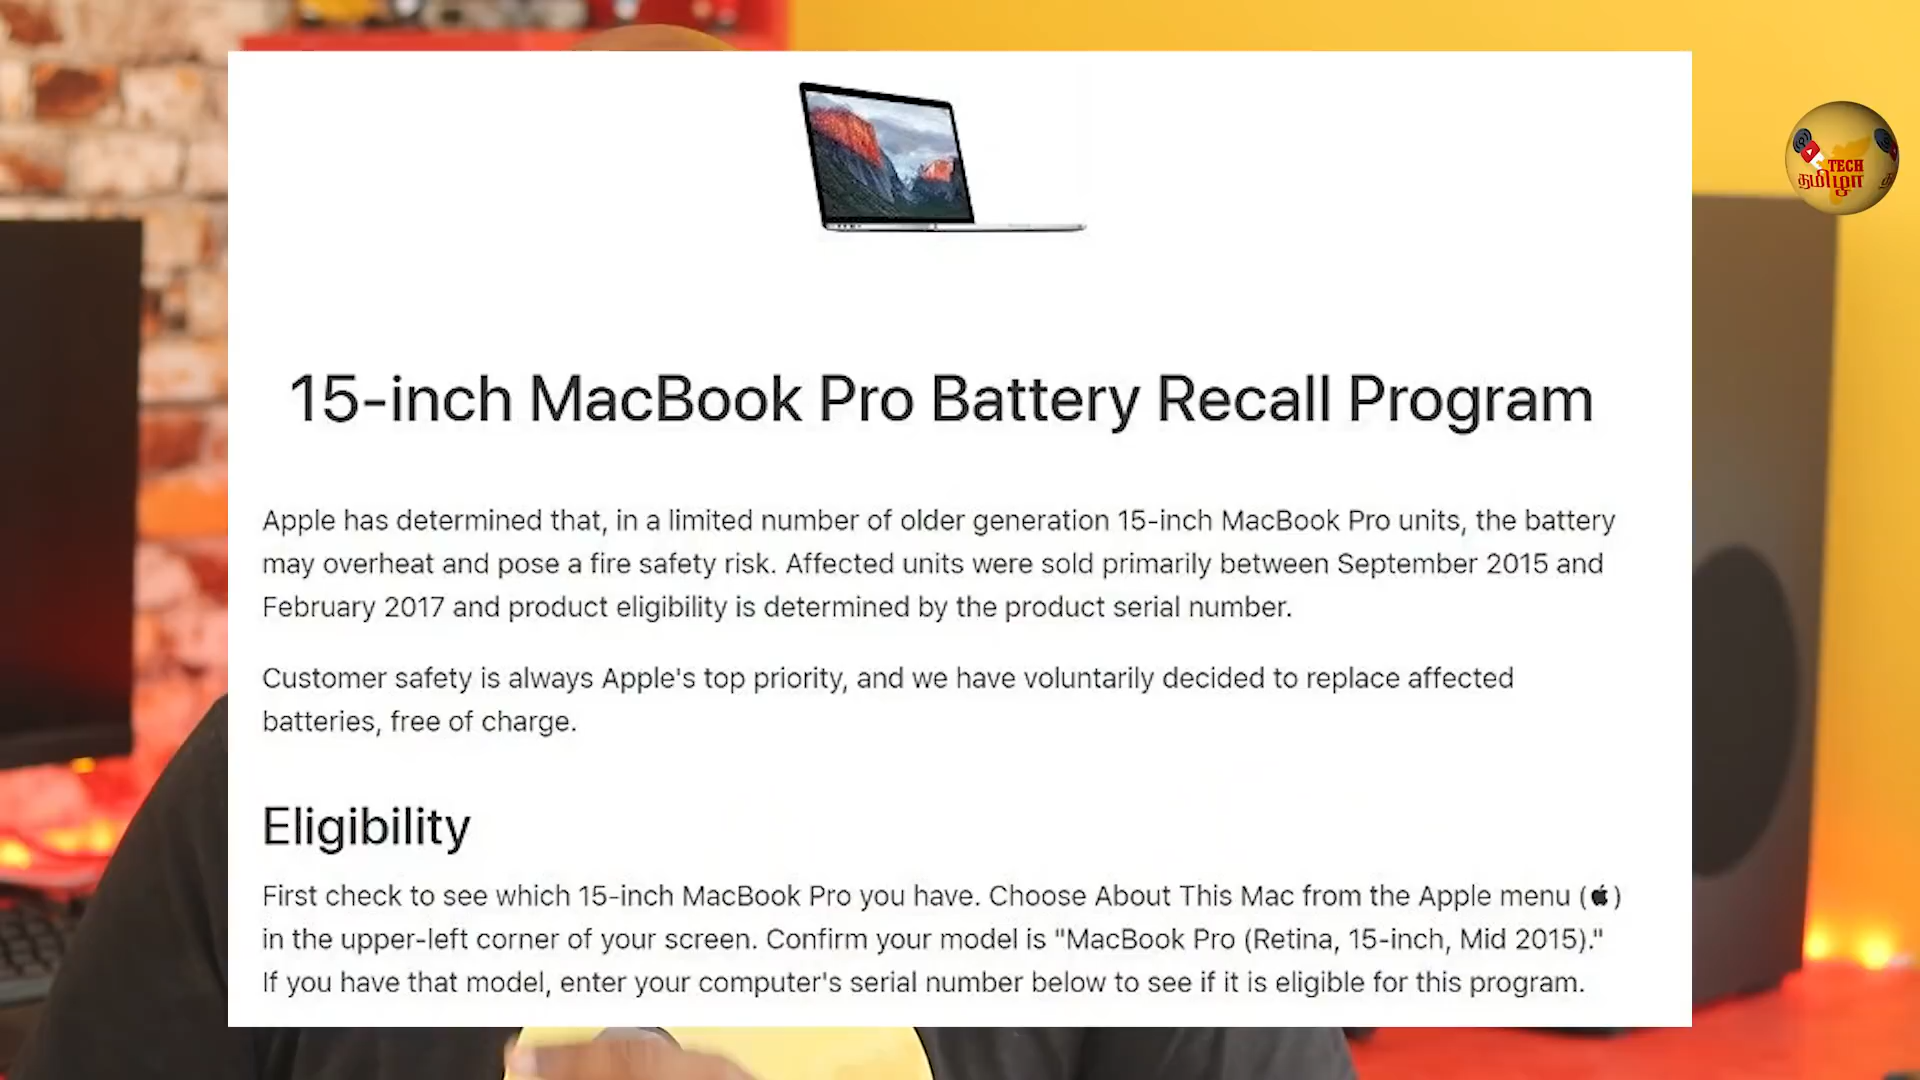 15-inch MacBook Pro Battery Recall Program
Apple has determined that, in a limited number of older generation 15-inch MacBook Pro units, the battery
may overheat and pose a fire safety risk. Affected units were sold primarily between September 2015 and
February 2017 and product eligibility is determined by the product serial number.
Customer safety is always Apple's top priority, and we have voluntarily decided to replace affected
batteries, free of charge.
Eligibility
First check to see which 15-inch MacBook Pro you have. Choose About This Mac from the Apple menu ()
in the upper-left corner of your screen. Confirm your model is "MacBook Pro (Retina, 15-inch, Mid 2015)."
If you have that model, enter your computer's serial number below to see if it is eligible for this program.
TECH
தமிழா